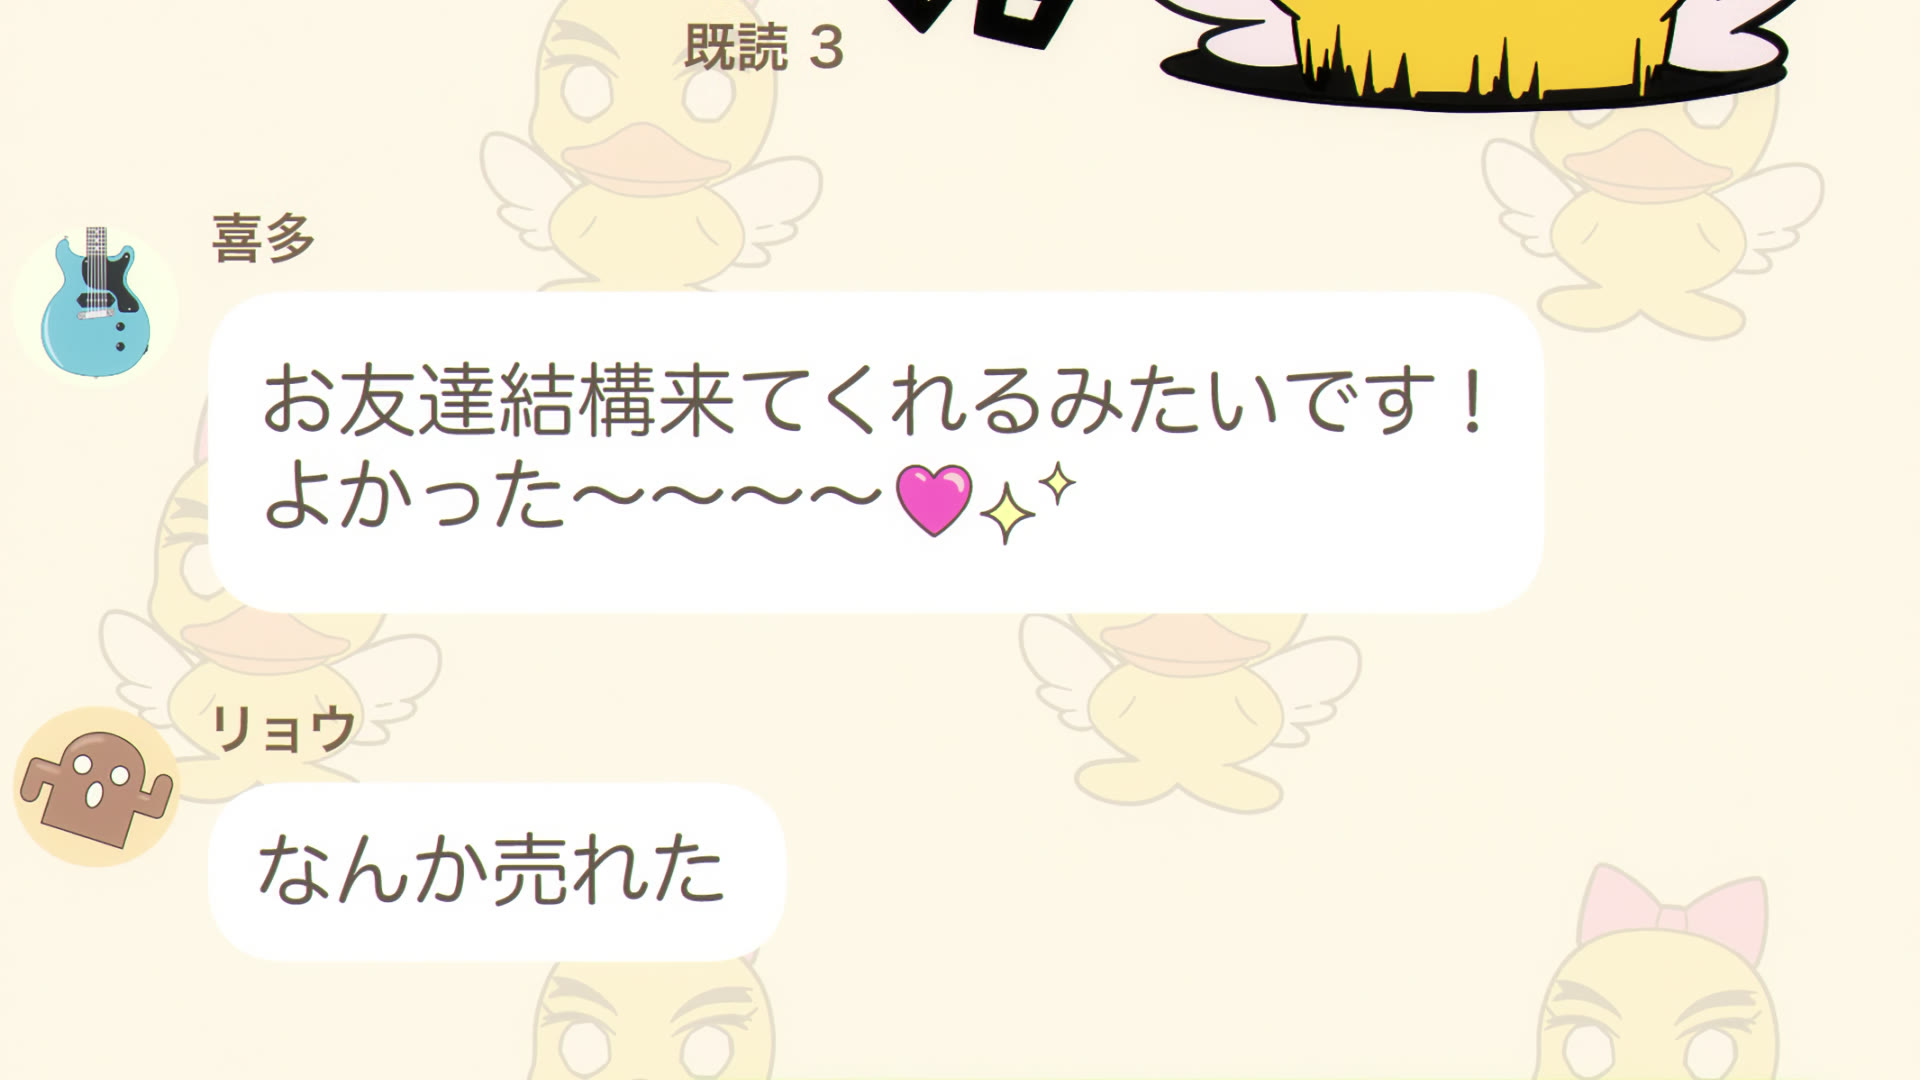 既読 3
喜多
お友達結構来てくれるみたいです！
よかった～～～～
リョウ
なんか売れた